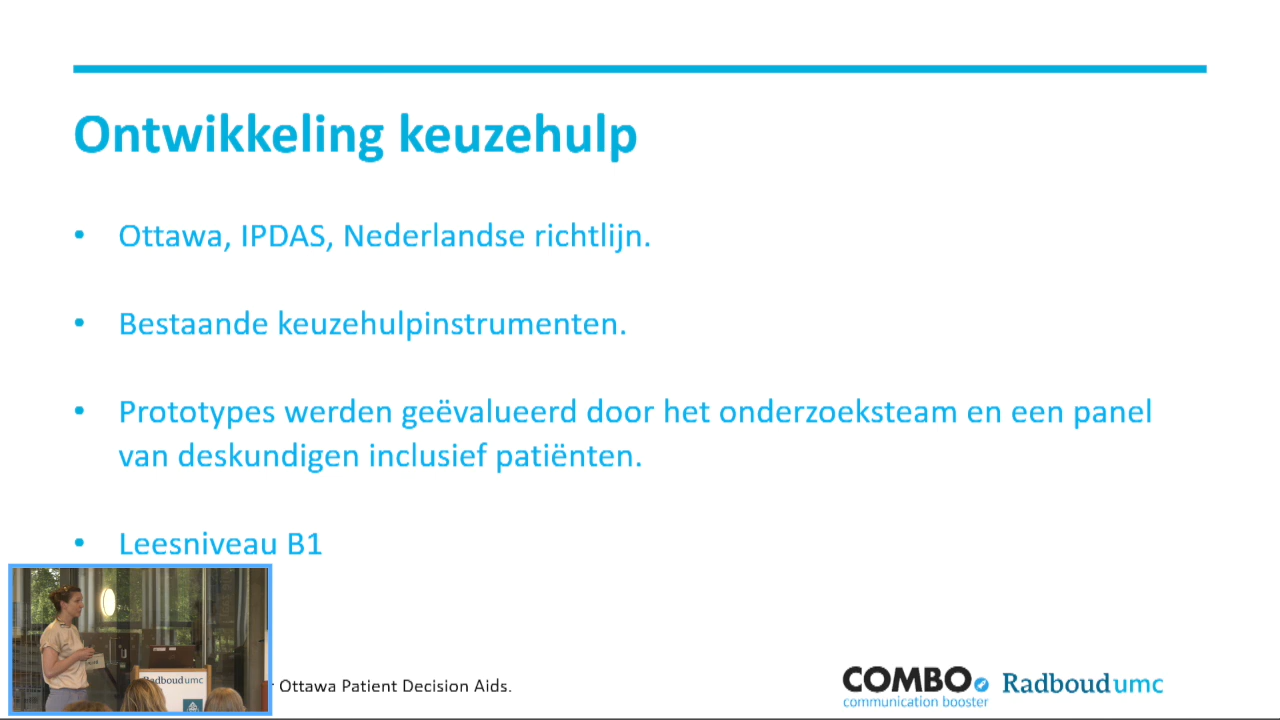 Ontwikkeling keuzehulp
• Ottawa, IPDAS, Nederlandse richtlijn.
• Bestaande keuzehulpinstrumenten.
• Prototypes werden geëvalueerd door het onderzoeksteam en een panel
van deskundigen inclusief patiënten.
• Leesniveau B1
Radboudumc
Ottawa Patient Decision Aids.
COMBO
communication booster
Radboudumc